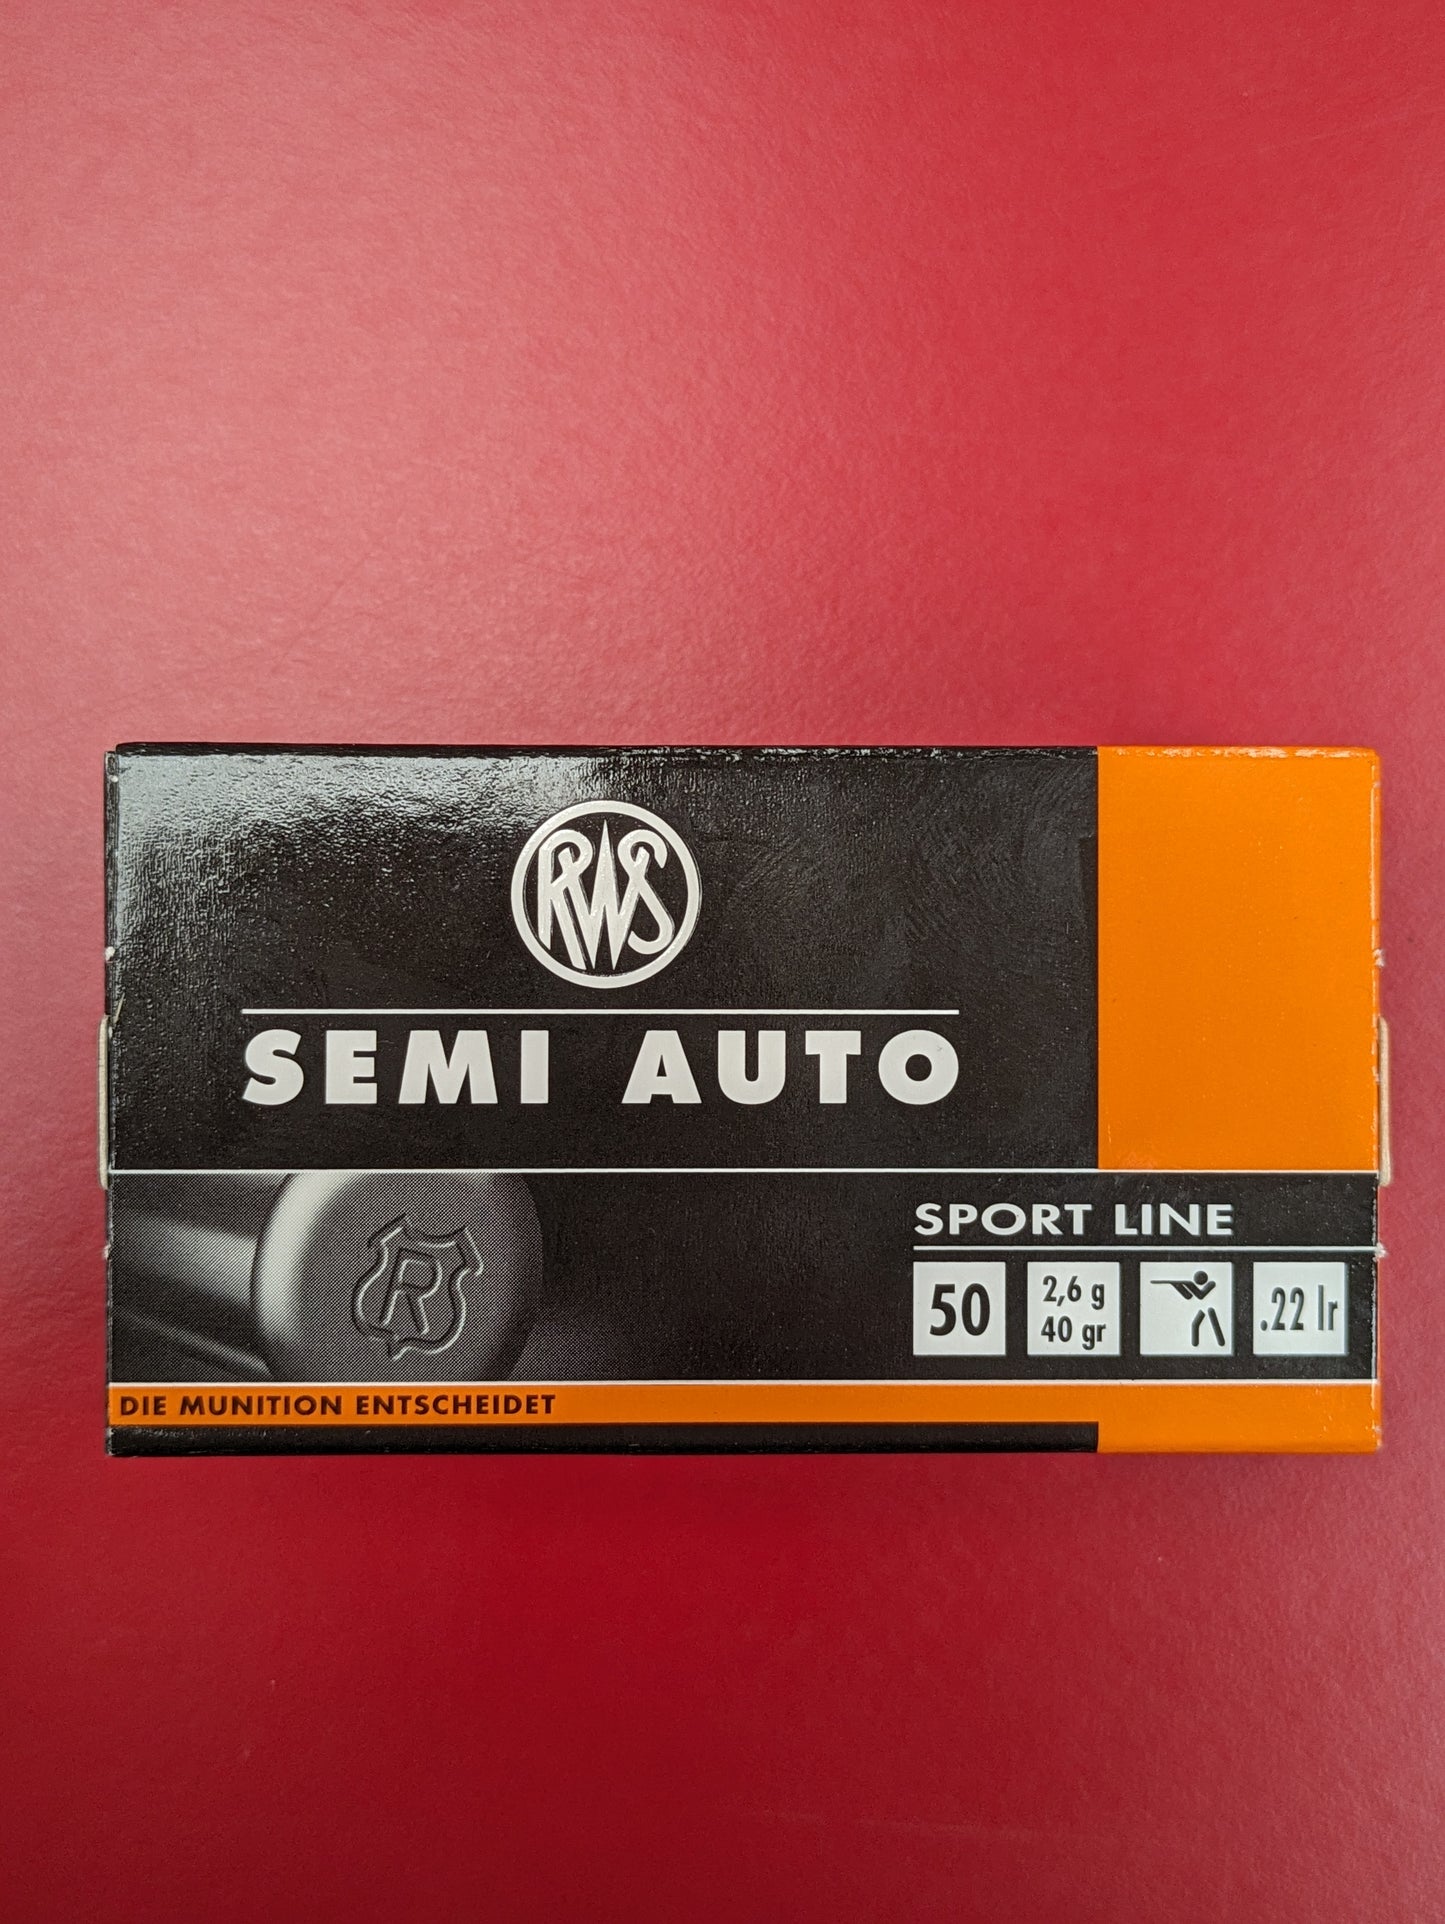 RWS
SEMI AUTO
SPORT LINE
50
2,6 g
40 gr
.22 lr
R
DIE MUNITION ENTSCHEIDET